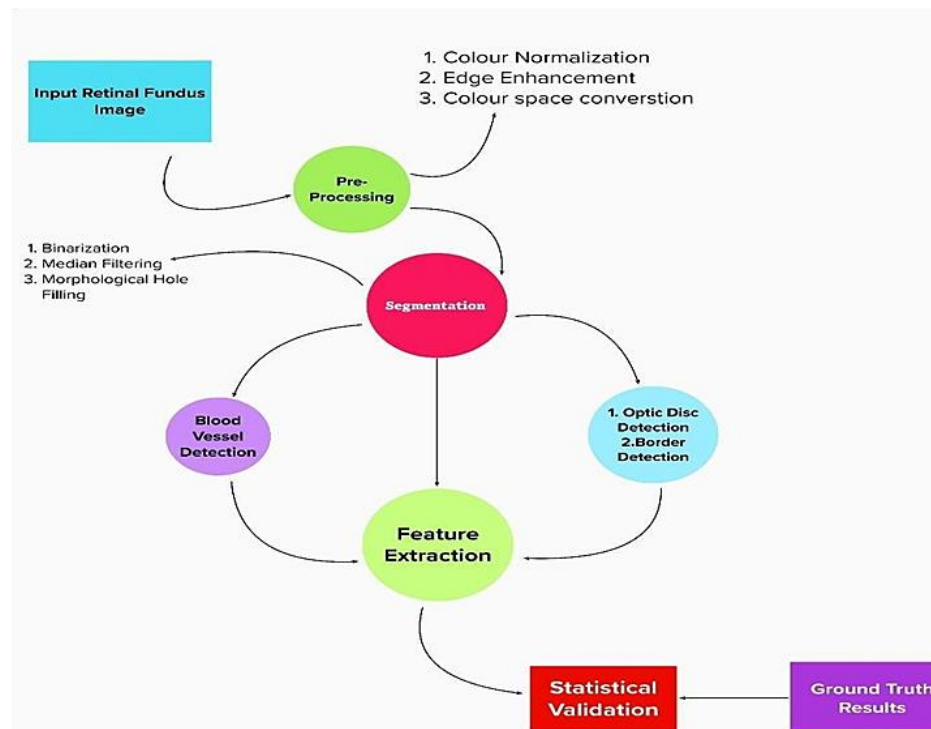 Input Retinal Fundus
Image
1. Colour Normalization
2. Edge Enhancement
3. Colour space converstion
Pre-
Processing
1. Binarization
2. Median Filtering
3. Morphological Hole
Filling
Segmentation
Blood
Vessel
Detection
1. Optic Disc
Detection
2.Border
Detection
Feature
Extraction
Statistical
Validation
Ground Truth
Results